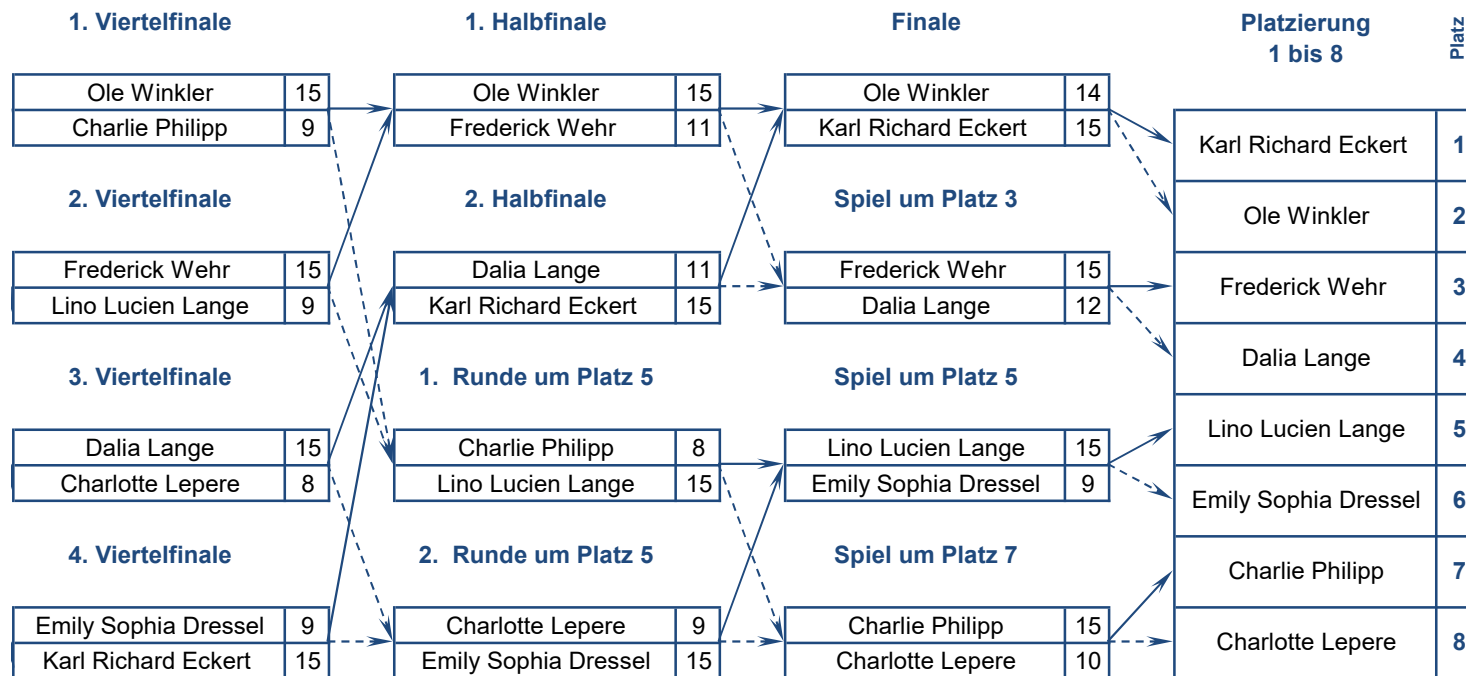 1. Viertelfinale
Ole Winkler 15
Charlie Philipp 9
2. Viertelfinale
Frederick Wehr 15
Lino Lucien Lange 9
3. Viertelfinale
Dalia Lange 15
Charlotte Lepere 8
4. Viertelfinale
Emily Sophia Dressel 9
Karl Richard Eckert 15
1. Halbfinale
Ole Winkler 15
Frederick Wehr 11
2. Halbfinale
Dalia Lange 11
Karl Richard Eckert 15
1. Runde um Platz 5
Charlie Philipp 8
Lino Lucien Lange 15
2. Runde um Platz 5
Charlotte Lepere 9
Emily Sophia Dressel 15
Finale
Ole Winkler 14
Karl Richard Eckert 15
Spiel um Platz 3
Frederick Wehr 15
Dalia Lange 12
Spiel um Platz 5
Lino Lucien Lange 15
Emily Sophia Dressel 9
Spiel um Platz 7
Charlie Philipp 15
Charlotte Lepere 10
Platzierung
1 bis 8
Platz
Karl Richard Eckert 1
Ole Winkler 2
Frederick Wehr 3
Dalia Lange 4
Lino Lucien Lange 5
Emily Sophia Dressel 6
Charlie Philipp 7
Charlotte Lepere 8